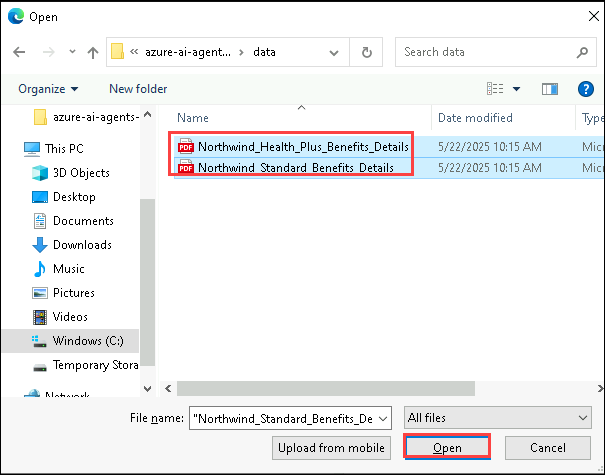 Open
« azure-ai-agent... > data
Search data
Organize
New folder
?
Name
Date modified
Type
azure-ai-agents-
This PC
3D Objects
Desktop
Documents
Downloads
Music
Pictures
Videos
Windows (C:)
Temporary Stora
Network
PDF Northwind_Health_Plus_Benefits_Details 5/22/2025 10:15 AM Micr
PDF Northwind_Standard_Benefits_Details 5/22/2025 10:15 AM Micr
File name: "Northwind_Standard_Benefits_De
All files
Upload from mobile
Open
Cancel